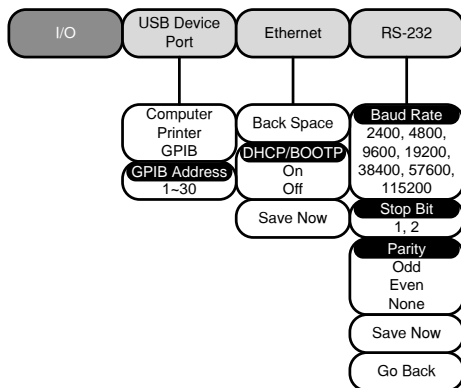 I/O
USB Device
Port
Ethernet
RS-232
Computer
Printer
GPIB
GPIB Address
1~30
Back Space
DHCP/BOOTP
On
Off
Save Now
Baud Rate
2400, 4800,
9600, 19200,
38400, 57600,
115200
Stop Bit
1, 2
Parity
Odd
Even
None
Save Now
Go Back